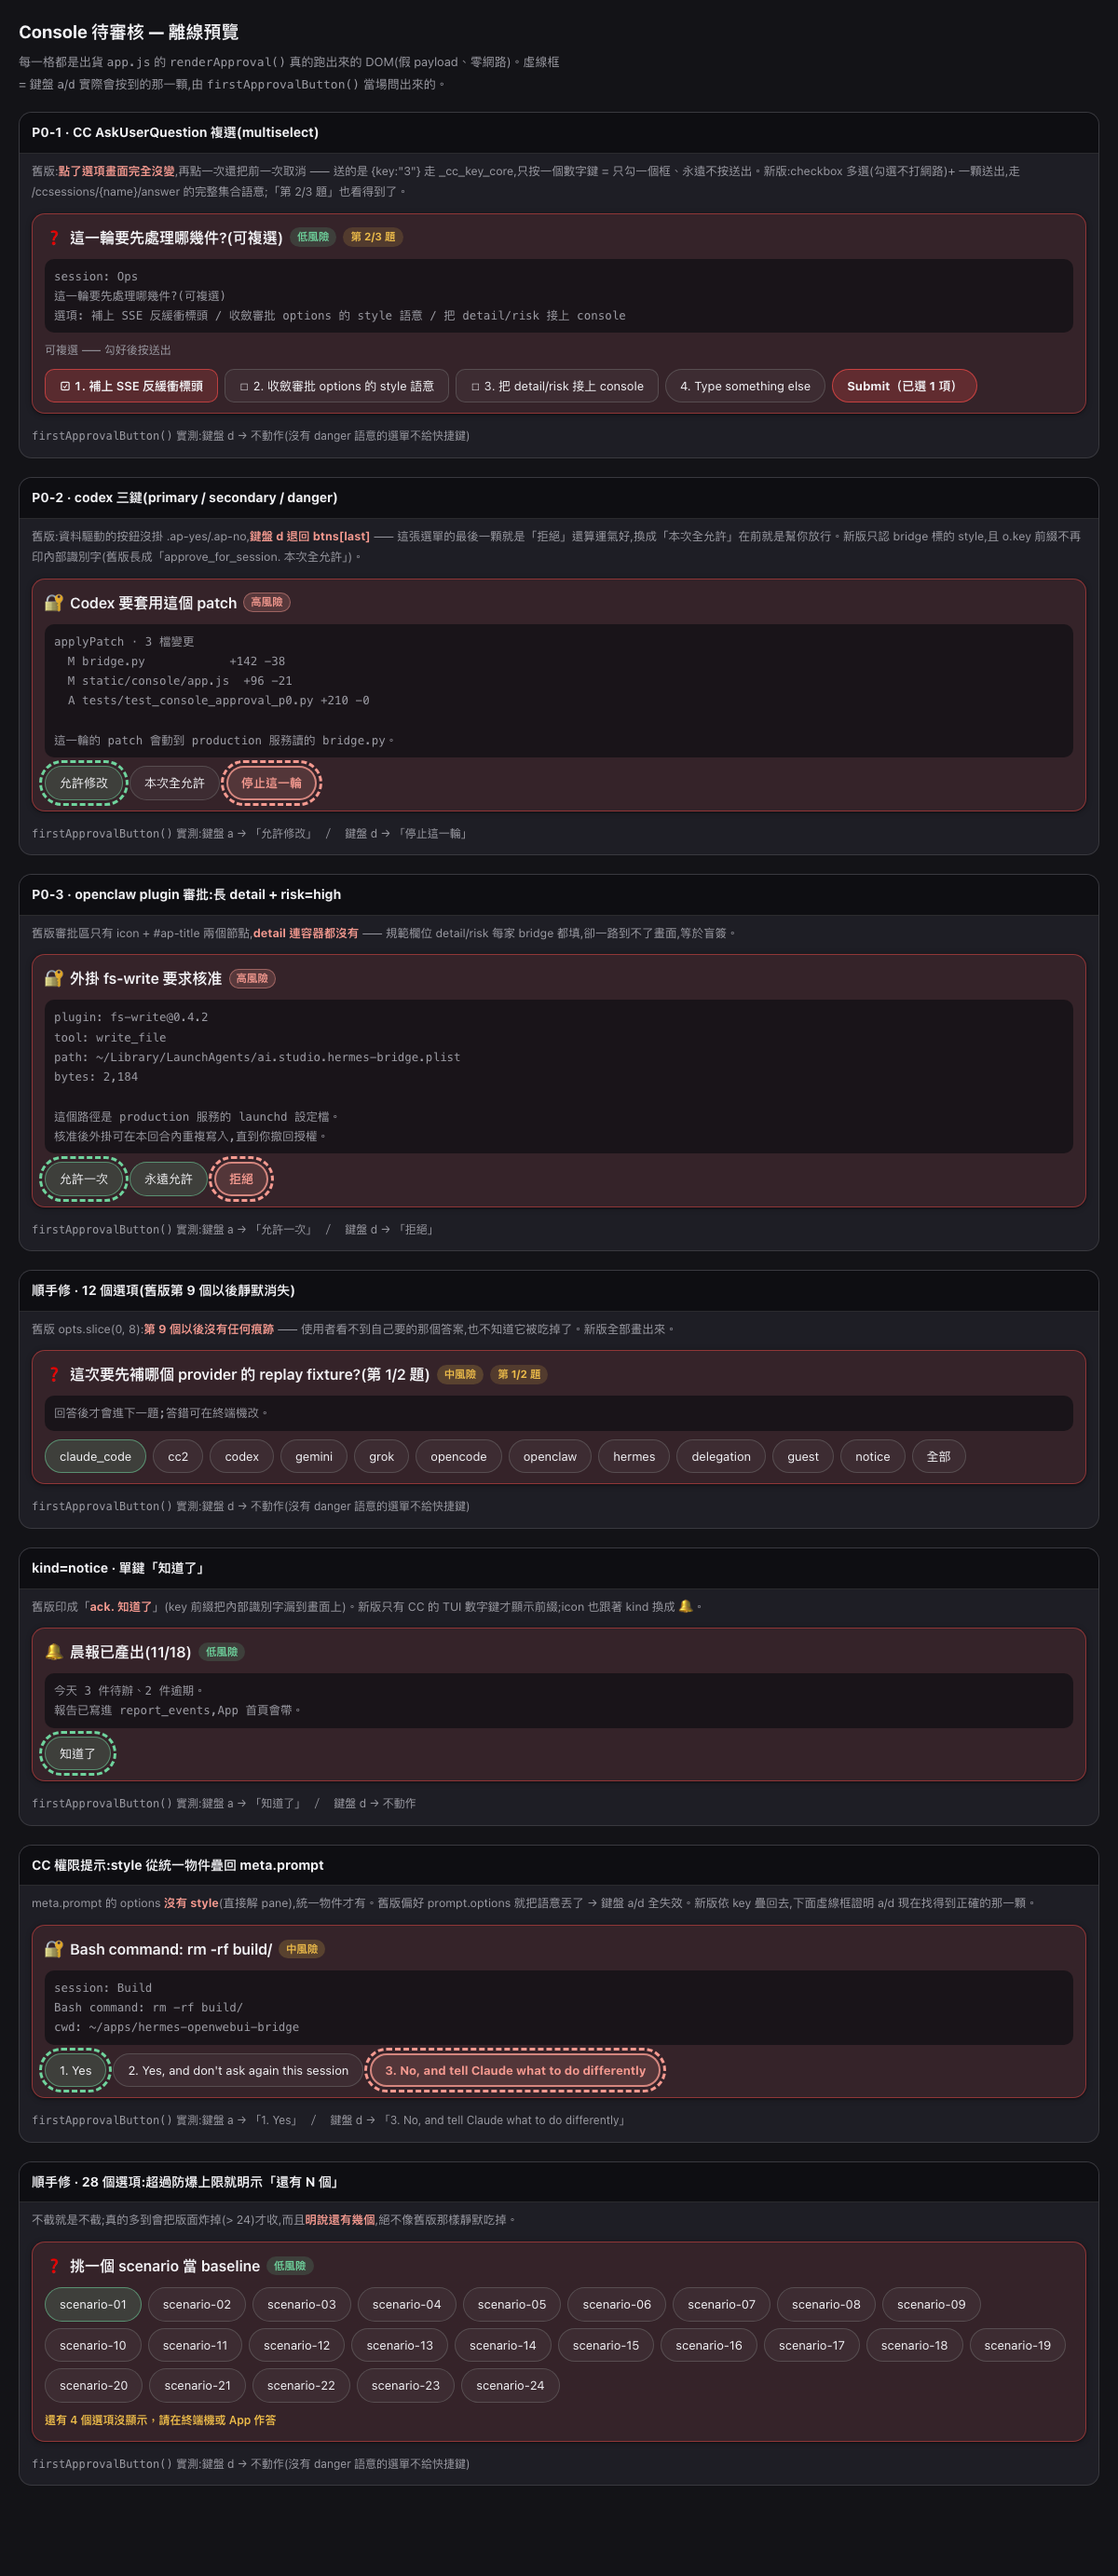 Console 待審核 — 離線預覽
每一格都是出貨 app.js 的 renderApproval() 真的跑出來的 DOM(假 payload、零網路)。虛線框
= 鍵盤 a/d 實際會按到的那一顆,由 firstApprovalButton() 當場問出來的。
P0-1 · CC AskUserQuestion 複選(multiselect)
舊版:點了選項畫面完全沒變,再點一次還把前一次取消 —— 送的是 {key:"3"} 走 _cc_key_core,只按一個數字鍵 = 只勾一個框、永遠不按送出。新版:checkbox 多選(勾選不打網路)+ 一顆送出,走
/ccsessions/{name}/answer 的完整集合語意;「第 2/3 題」也看得到了。
❓ 這一輪要先處理哪幾件?(可複選) 低風險 第 2/3 題
session: Ops
這一輪要先處理哪幾件?(可複選)
選項: 補上 SSE 反緩衝標頭 / 收斂審批 options 的 style 語意 / 把 detail/risk 接上 console
可複選 —— 勾好後按送出
☑ 1. 補上 SSE 反緩衝標頭 ☐ 2. 收斂審批 options 的 style 語意 ☐ 3. 把 detail/risk 接上 console 4. Type something else Submit（已選 1 項）
firstApprovalButton() 實測:鍵盤 d → 不動作(沒有 danger 語意的選單不給快捷鍵)
P0-2 · codex 三鍵(primary / secondary / danger)
舊版:資料驅動的按鈕沒掛 .ap-yes/.ap-no,鍵盤 d 退回 btns[last] —— 這張選單的最後一顆就是「拒絕」還算運氣好,換成「本次全允許」在前就是幫你放行。新版只認 bridge 標的 style,且 o.key 前綴不再
印內部識別字(舊版長成「approve_for_session. 本次全允許」)。
🔐 Codex 要套用這個 patch 高風險
applyPatch · 3 檔變更
M bridge.py +142 −38
M static/console/app.js +96 −21
A tests/test_console_approval_p0.py +210 −0
這一輪的 patch 會動到 production 服務讀的 bridge.py。
允許修改 本次全允許 停止這一輪
firstApprovalButton() 實測:鍵盤 a → 「允許修改」 / 鍵盤 d → 「停止這一輪」
P0-3 · openclaw plugin 審批:長 detail + risk=high
舊版審批區只有 icon + #ap-title 兩個節點,detail 連容器都沒有 —— 規範欄位 detail/risk 每家 bridge 都填,卻一路到不了畫面,等於盲簽。
🔐 外掛 fs-write 要求核准 高風險
plugin: fs-write@0.4.2
tool: write_file
path: ~/Library/LaunchAgents/ai.studio.hermes-bridge.plist
bytes: 2,184
這個路徑是 production 服務的 launchd 設定檔。
核准後外掛可在本回合內重複寫入,直到你撤回授權。
允許一次 永遠允許 拒絕
firstApprovalButton() 實測:鍵盤 a → 「允許一次」 / 鍵盤 d → 「拒絕」
順手修 · 12 個選項(舊版第 9 個以後靜默消失)
舊版 opts.slice(0, 8):第 9 個以後沒有任何痕跡 —— 使用者看不到自己要的那個答案,也不知道它被吃掉了。新版全部畫出來。
❓ 這次要先補哪個 provider 的 replay fixture?(第 1/2 題) 中風險 第 1/2 題
回答後才會進下一題;答錯可在終端機改。
claude_code cc2 codex gemini grok opencode openclaw hermes delegation guest notice 全部
firstApprovalButton() 實測:鍵盤 d → 不動作(沒有 danger 語意的選單不給快捷鍵)
kind=notice · 單鍵「知道了」
舊版印成「ack. 知道了」(key 前綴把內部識別字漏到畫面上)。新版只有 CC 的 TUI 數字鍵才顯示前綴;icon 也跟著 kind 換成 🔔。
🔔 晨報已產出(11/18) 低風險
今天 3 件待辦、2 件逾期。
報告已寫進 report_events,App 首頁會帶。
知道了
firstApprovalButton() 實測:鍵盤 a → 「知道了」 / 鍵盤 d → 不動作
CC 權限提示:style 從統一物件疊回 meta.prompt
meta.prompt 的 options 沒有 style(直接解 pane),統一物件才有。舊版偏好 prompt.options 就把語意丟了 → 鍵盤 a/d 全失效。新版依 key 疊回去,下面虛線框證明 a/d 現在找得到正確的那一顆。
🔐 Bash command: rm -rf build/ 中風險
session: Build
Bash command: rm −rf build/
cwd: ~/apps/hermes-openwebui-bridge
1. Yes 2. Yes, and don't ask again this session 3. No, and tell Claude what to do differently
firstApprovalButton() 實測:鍵盤 a → 「1. Yes」 / 鍵盤 d → 「3. No, and tell Claude what to do differently」
順手修 · 28 個選項:超過防爆上限就明示「還有 N 個」
不截就是不截;真的多到會把版面炸掉(> 24)才收,而且明說還有幾個,絕不像舊版那樣靜默吃掉。
❓ 挑一個 scenario 當 baseline 低風險
scenario-01 scenario-02 scenario-03 scenario-04 scenario-05 scenario-06 scenario-07 scenario-08 scenario-09
scenario-10 scenario-11 scenario-12 scenario-13 scenario-14 scenario-15 scenario-16 scenario-17 scenario-18 scenario-19
scenario-20 scenario-21 scenario-22 scenario-23 scenario-24
還有 4 個選項沒顯示，請在終端機或 App 作答
firstApprovalButton() 實測:鍵盤 d → 不動作(沒有 danger 語意的選單不給快捷鍵)